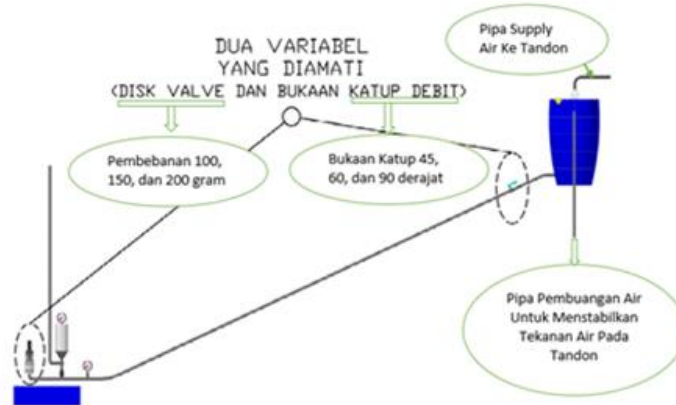 DUA VARIABEL
YANG DIAMATI
(DISK VALVE DAN BUKAAN KATUP DEBIT)
Pipa Supply
Air Ke Tandon
Pembebanan 100,
150, dan 200 gram
Bukaan Katup 45,
60, dan 90 derajat
Pipa Pembuangan Air
Untuk Menstabilkan
Tekanan Air Pada
Tandon